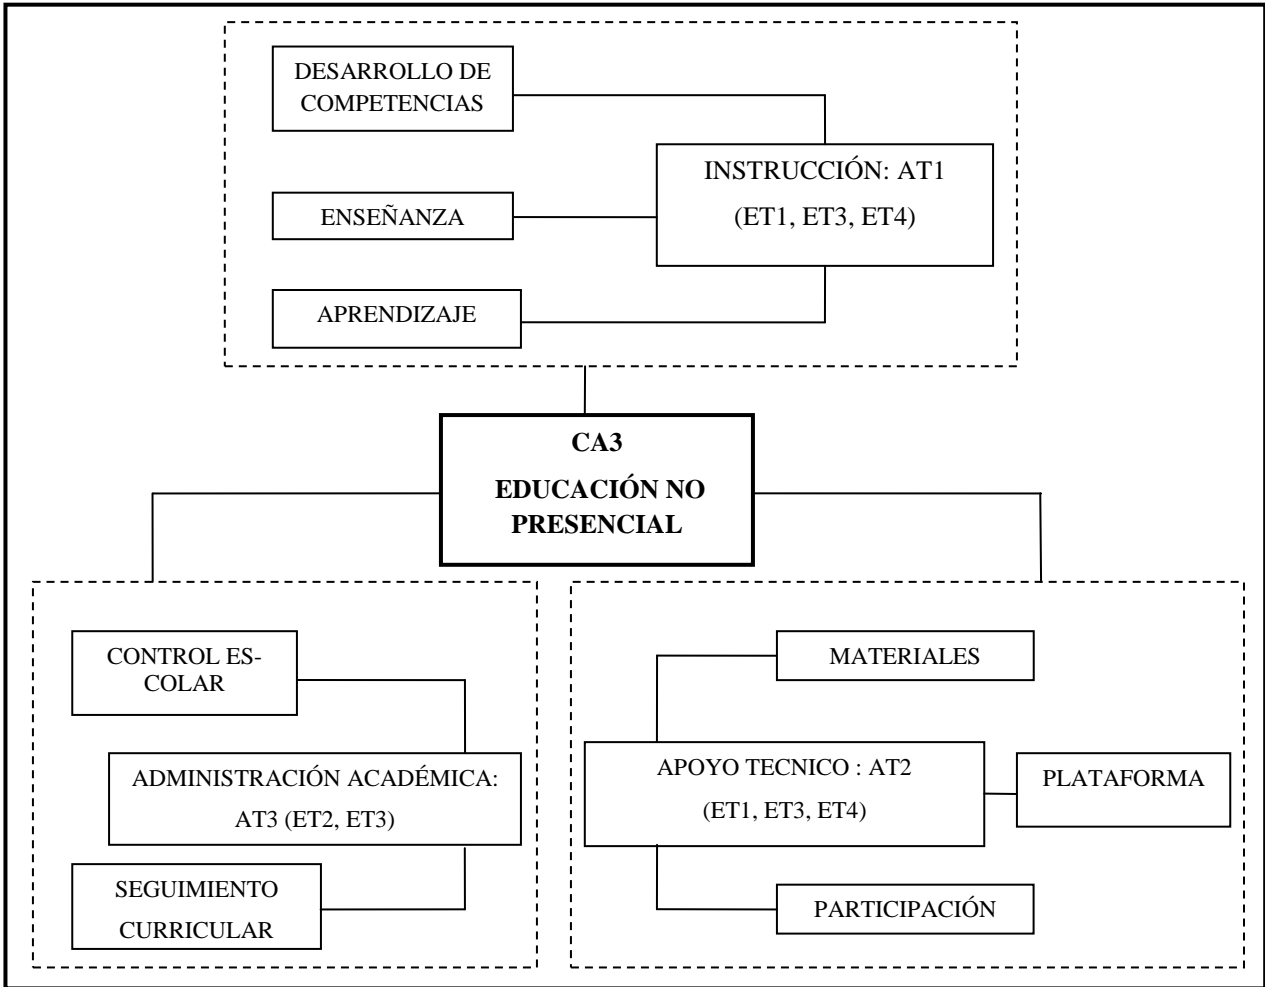 DESARROLLO DE
COMPETENCIAS
INSTRUCCIÓN: AT1
(ET1, ET3, ET4)
ENSEÑANZA
APRENDIZAJE
CA3
EDUCACIÓN NO
PRESENCIAL
CONTROL ES-
COLAR
ADMINISTRACIÓN ACADÉMICA:
AT3 (ET2, ET3)
SEGUIMIENTO
CURRICULAR
MATERIALES
APOYO TECNICO : AT2
(ET1, ET3, ET4)
PLATAFORMA
PARTICIPACIÓN